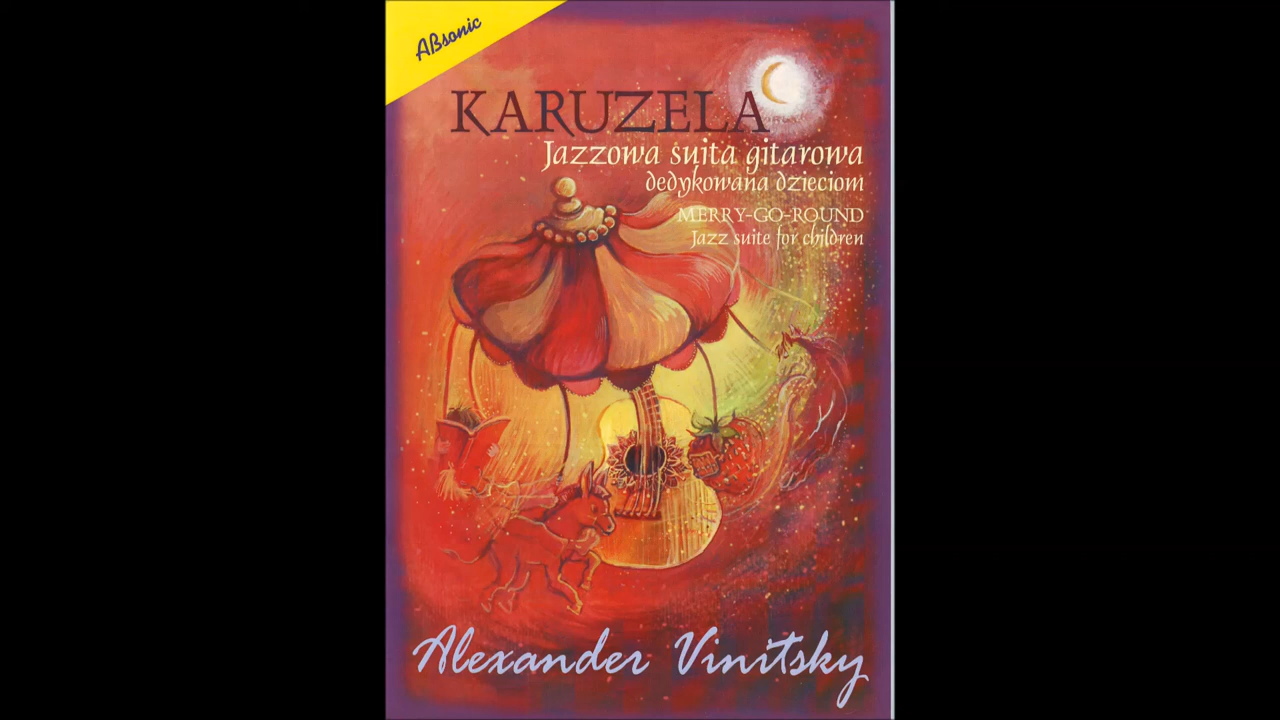 ABsonic
KARUZELA
Jazzowa suita gitarowa
dedykowana dzieciom
MERRY-GO-ROUND
Jazz suite for children
Alexander Vinitsky